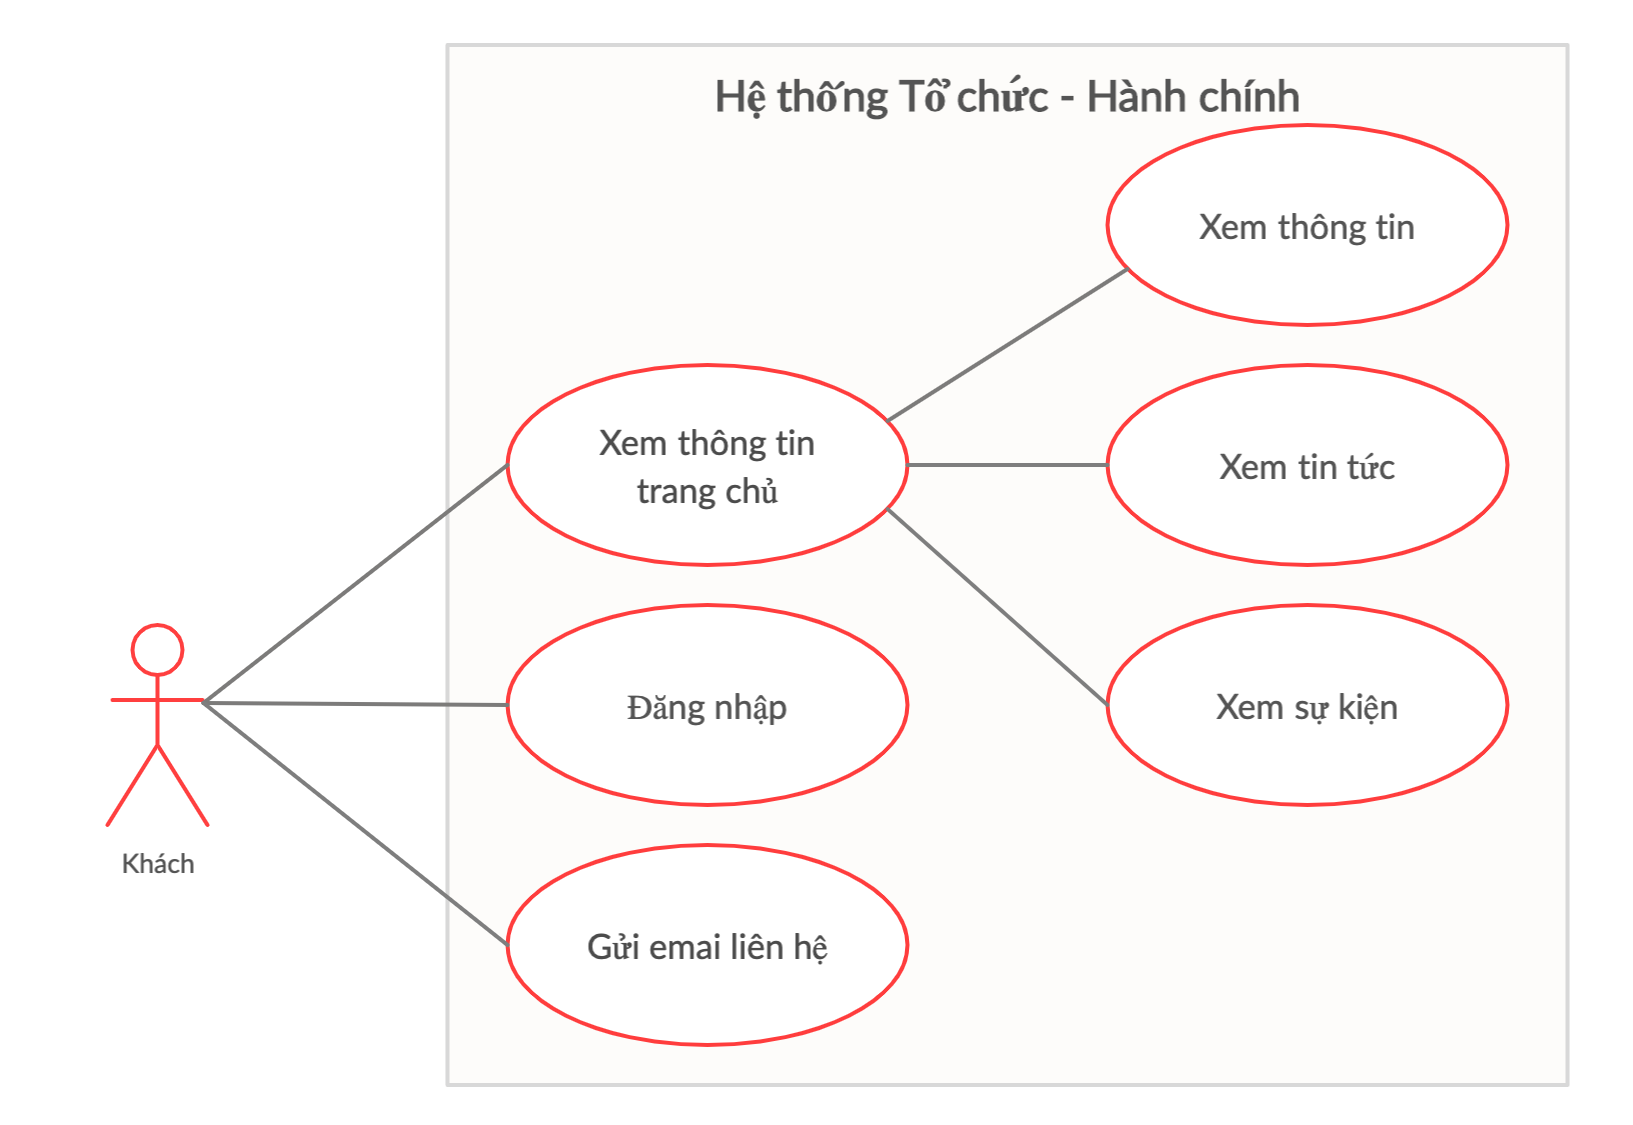 Hệ thống Tổ chức - Hành chính
Xem thông tin
Xem thông tin
trang chủ
Xem tin tức
Đăng nhập
Xem sự kiện
Khách
Gửi emai liên hệ